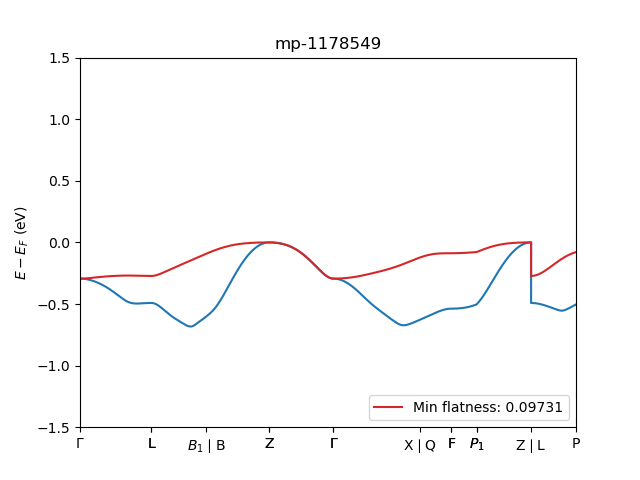 mp-1178549
E − E_F (eV)
1.5
1.0
0.5
0.0
−0.5
−1.0
−1.5
Min flatness: 0.09731
Γ L B₁ | B Z Γ X | Q F P₁ Z | L P